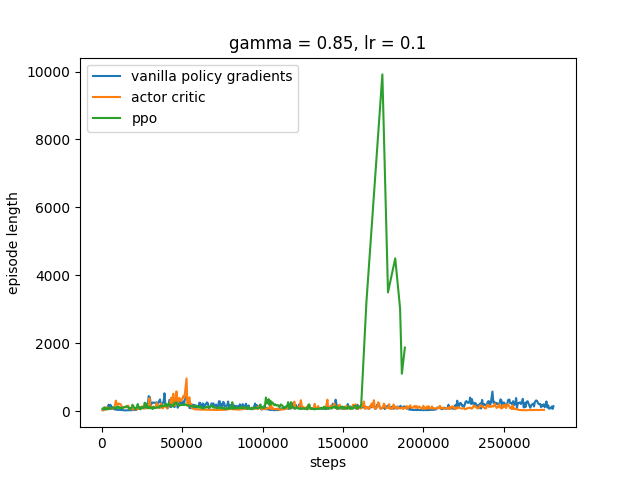 gamma = 0.85, lr = 0.1
vanilla policy gradients
actor critic
ppo
episode length
10000
8000
6000
4000
2000
0
0 50000 100000 150000 200000 250000
steps